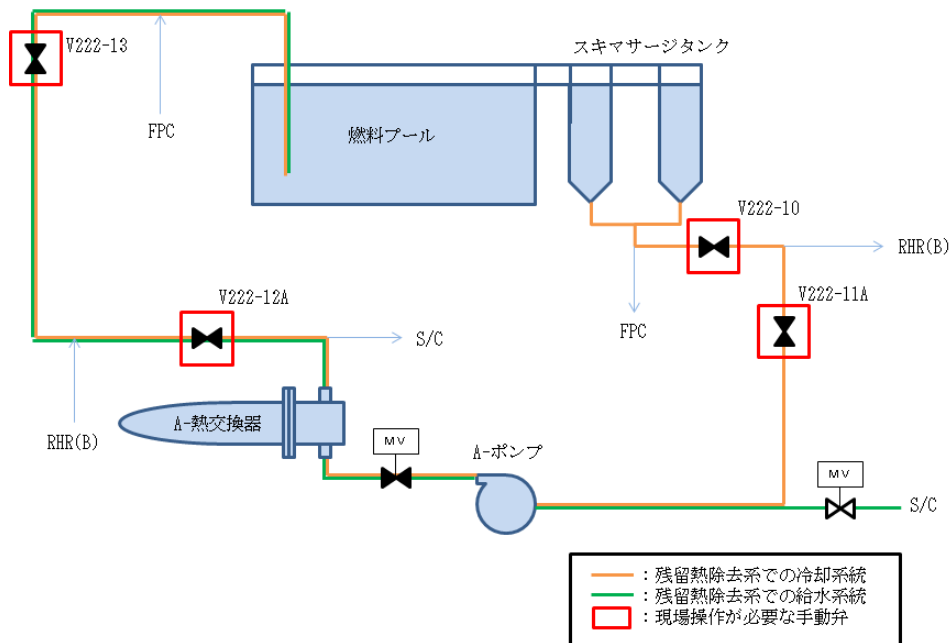 V222-13
スキマサージタンク
FPC
燃料プール
V222-10
RHR(B)
V222-12A
V222-11A
S/C
FPC
A-熱交換器
RHR(B)
MV
A-ポンプ
MV
S/C
：残留熱除去系での冷却系統
：残留熱除去系での給水系統
：現場操作が必要な手動弁